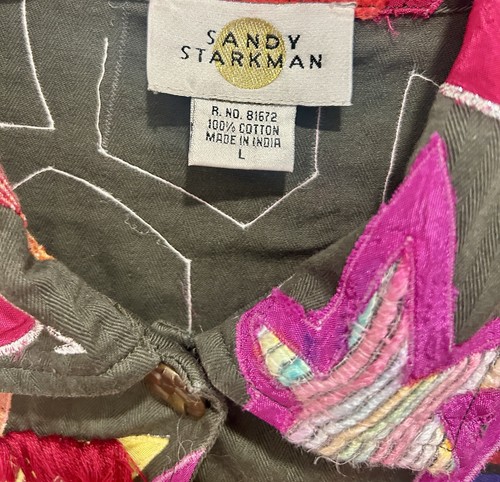 SANDY
STARKMAN
R. NO. 81672
100% COTTON
MADE IN INDIA
L